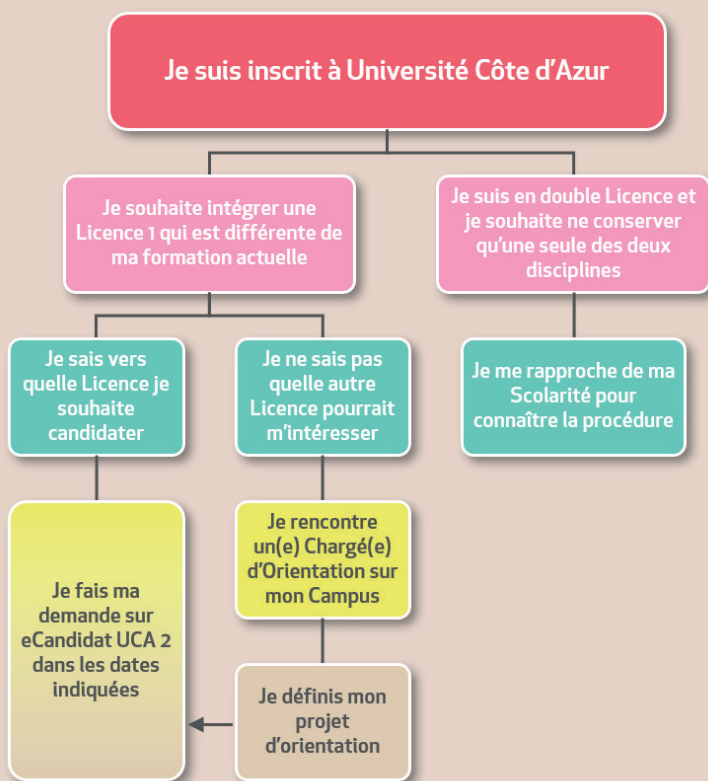 Je suis inscrit à Université Côte d'Azur
Je souhaite intégrer une
Licence 1 qui est différente de
ma formation actuelle
Je suis en double Licence et
je souhaite ne conserver
qu'une seule des deux
disciplines
Je sais vers
quelle Licence je
souhaite
candidater
Je ne sais pas
quelle autre
Licence pourrait
m'intéresser
Je me rapproche de ma
Scolarité pour
connaître la procédure
Je fais ma
demande sur
eCandidat UCA 2
dans les dates
indiquées
Je rencontre
un(e) Chargé(e)
d'Orientation sur
mon Campus
Je définis mon
projet
d'orientation